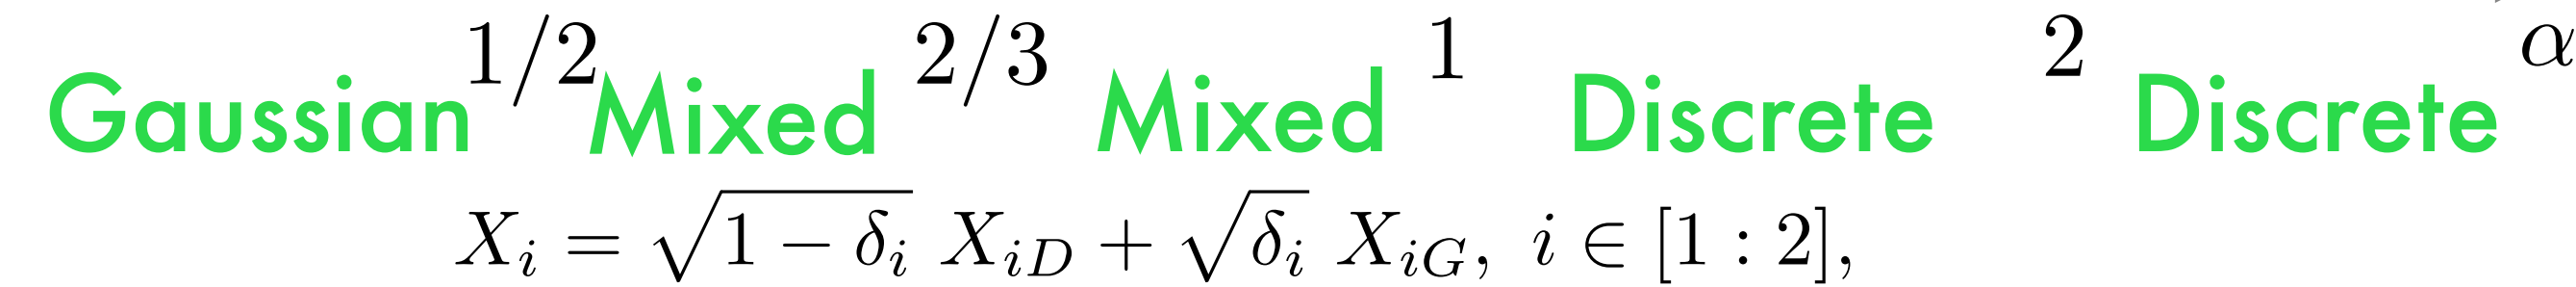 1/2 2/3 1 2 α
Gaussian Mixed Mixed Discrete Discrete
X_i = √(1 − δ_i) X_{iD} + √δ_i X_{iG}, i ∈ [1 : 2],